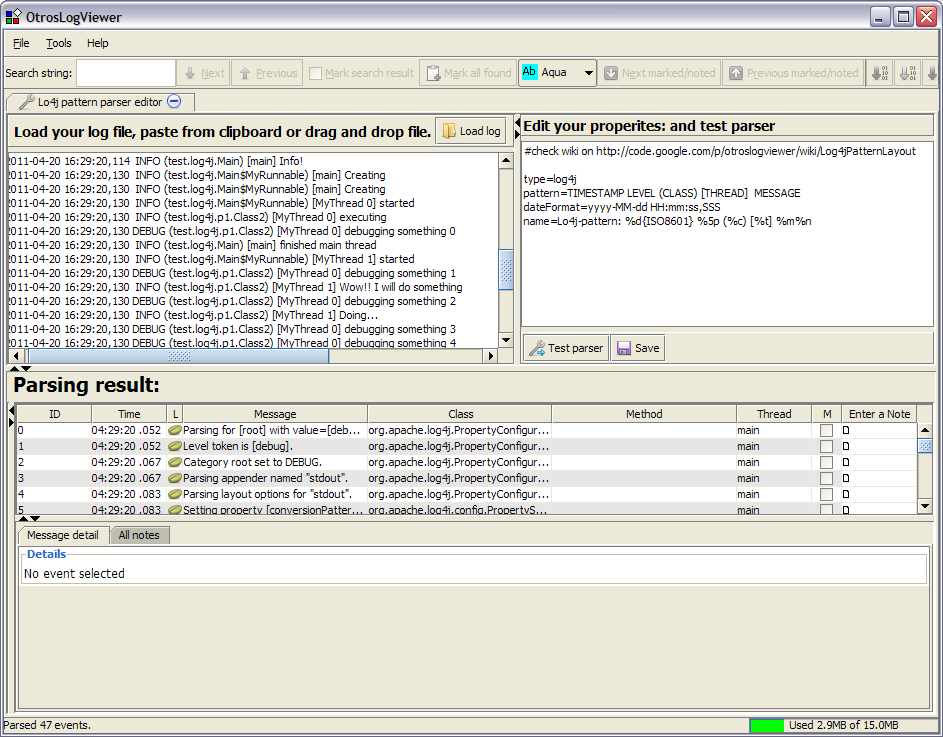 OtrosLogViewer
File Tools Help
Search string: Next Previous Mark search result Mark all found Ab Aqua Next marked/noted Previous marked/noted
Lo4j pattern parser editor
Load your log file, paste from clipboard or drag and drop file. Load log
2011-04-20 16:29:20,114 INFO (test.log4j.Main) [main] Info!
2011-04-20 16:29:20,130 INFO (test.log4j.Main$MyRunnable) [main] Creating
2011-04-20 16:29:20,130 INFO (test.log4j.Main$MyRunnable) [main] Creating
2011-04-20 16:29:20,130 INFO (test.log4j.Main$MyRunnable) [MyThread 0] started
2011-04-20 16:29:20,130 INFO (test.log4j.p1.Class2) [MyThread 0] executing
2011-04-20 16:29:20,130 DEBUG (test.log4j.p1.Class2) [MyThread 0] debugging something 0
2011-04-20 16:29:20,130 INFO (test.log4j.Main) [main] finished main thread
2011-04-20 16:29:20,130 INFO (test.log4j.Main$MyRunnable) [MyThread 1] started
2011-04-20 16:29:20,130 DEBUG (test.log4j.p1.Class2) [MyThread 0] debugging something 1
2011-04-20 16:29:20,130 INFO (test.log4j.p1.Class2) [MyThread 1] Wow!! I will do something
2011-04-20 16:29:20,130 DEBUG (test.log4j.p1.Class2) [MyThread 0] debugging something 2
2011-04-20 16:29:20,130 INFO (test.log4j.p1.Class2) [MyThread 1] Doing...
2011-04-20 16:29:20,130 DEBUG (test.log4j.p1.Class2) [MyThread 0] debugging something 3
2011-04-20 16:29:20,130 DEBUG (test.log4j.p1.Class2) [MyThread 0] debugging something 4
Edit your properites: and test parser
#check wiki on http://code.google.com/p/otroslogviewer/wiki/Log4jPatternLayout
type=log4j
pattern=TIMESTAMP LEVEL (CLASS) [THREAD]  MESSAGE
dateFormat=yyyy-MM-dd HH:mm:ss,SSS
name=Lo4j-pattern: %d{ISO8601} %5p (%c) [%t] %m%n
Test parser Save
Parsing result:
ID Time L Message Class Method Thread M Enter a Note
0 04:29:20 .052 Parsing for [root] with value=[deb... org.apache.log4j.PropertyConfigur... main
1 04:29:20 .052 Level token is [debug]. org.apache.log4j.PropertyConfigur... main
2 04:29:20 .067 Category root set to DEBUG. org.apache.log4j.PropertyConfigur... main
3 04:29:20 .067 Parsing appender named "stdout". org.apache.log4j.PropertyConfigur... main
4 04:29:20 .083 Parsing layout options for "stdout". org.apache.log4j.PropertyConfigur... main
5 04:29:20 .083 Setting property [conversionPatter... org.apache.log4j.config.PropertyS... main
Message detail All notes
Details
No event selected
Parsed 47 events. Used 2.9MB of 15.0MB